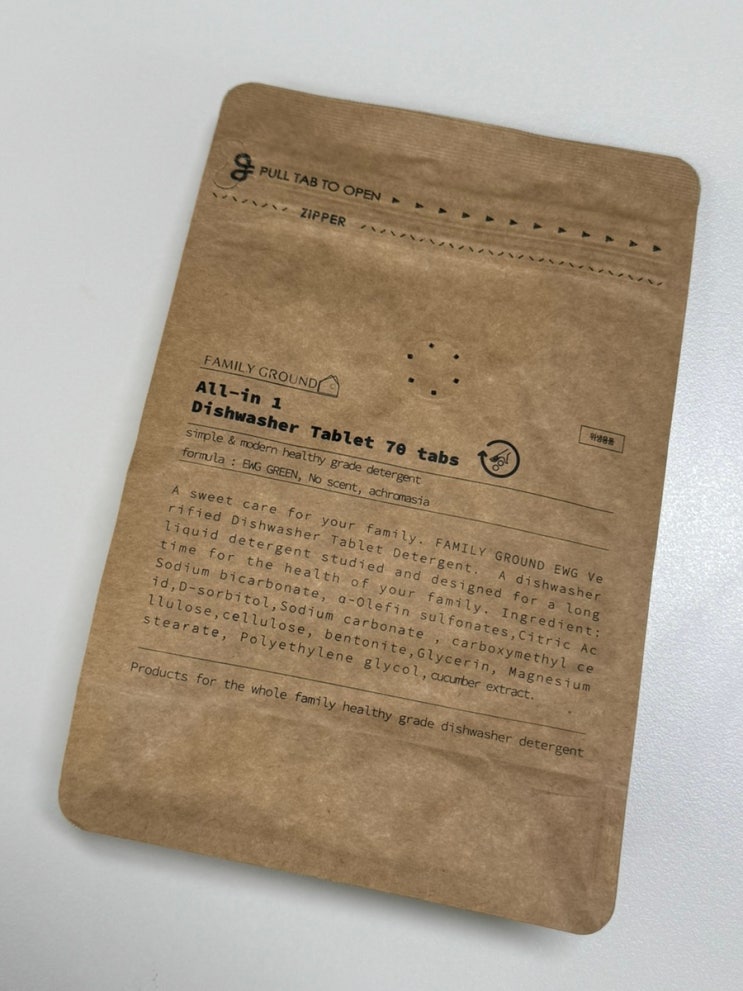 PULL TAB TO OPEN
ZIPPER
FAMILY GROUND
All-in 1
Dishwasher Tablet 70 tabs
simple & modern healthy grade detergent
formula : EWG GREEN, No scent, achromasia
A sweet care for your family. FAMILY GROUND EWG Ve
rified Dishwasher Tablet Detergent. A dishwasher
liquid detergent studied and designed for a long
time for the health of your family. Ingredient:
Sodium bicarbonate, α-Olefin sulfonates,Citric Ac
id,D-sorbitol,Sodium carbonate , carboxymethyl ce
llulose,cellulose, bentonite,Glycerin, Magnesium
stearate, Polyethylene glycol,cucumber extract.
Products for the whole family healthy grade dishwasher detergent